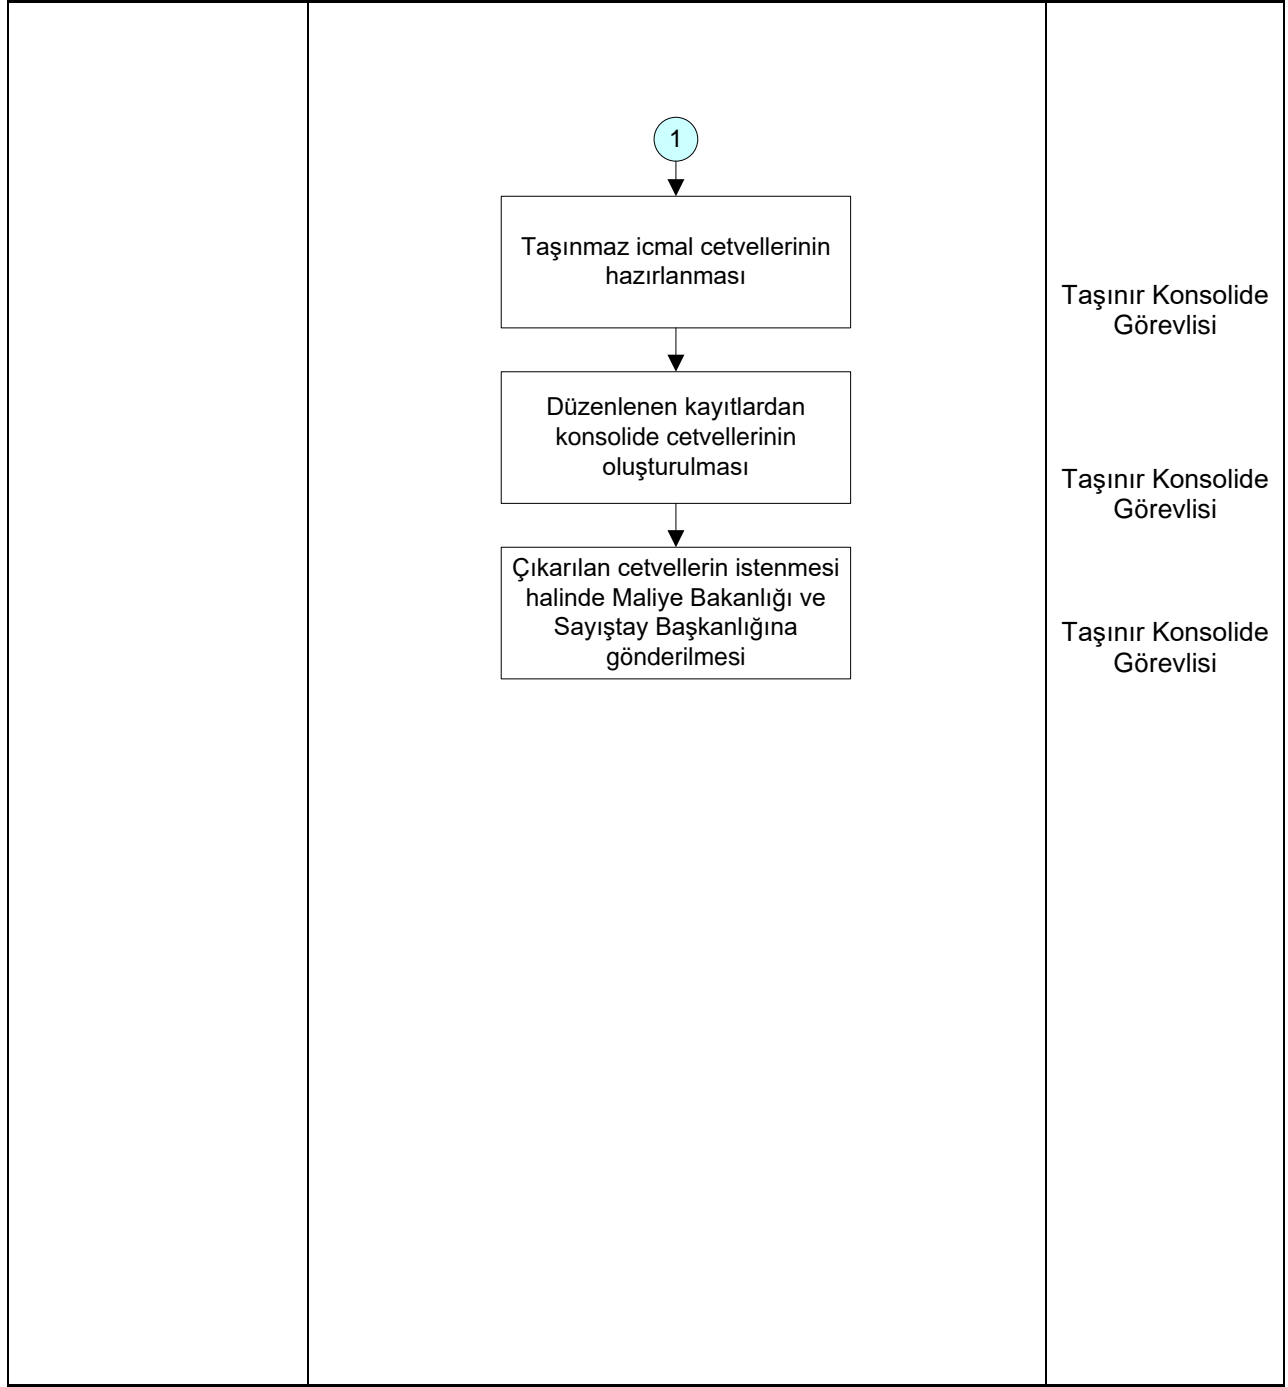 1
Taşınmaz icmal cetvellerinin
hazırlanması
Taşınır Konsolide
Görevlisi
Düzenlenen kayıtlardan
konsolide cetvellerinin
oluşturulması
Taşınır Konsolide
Görevlisi
Çıkarılan cetvellerin istenmesi
halinde Maliye Bakanlığı ve
Sayıştay Başkanlığına
gönderilmesi
Taşınır Konsolide
Görevlisi